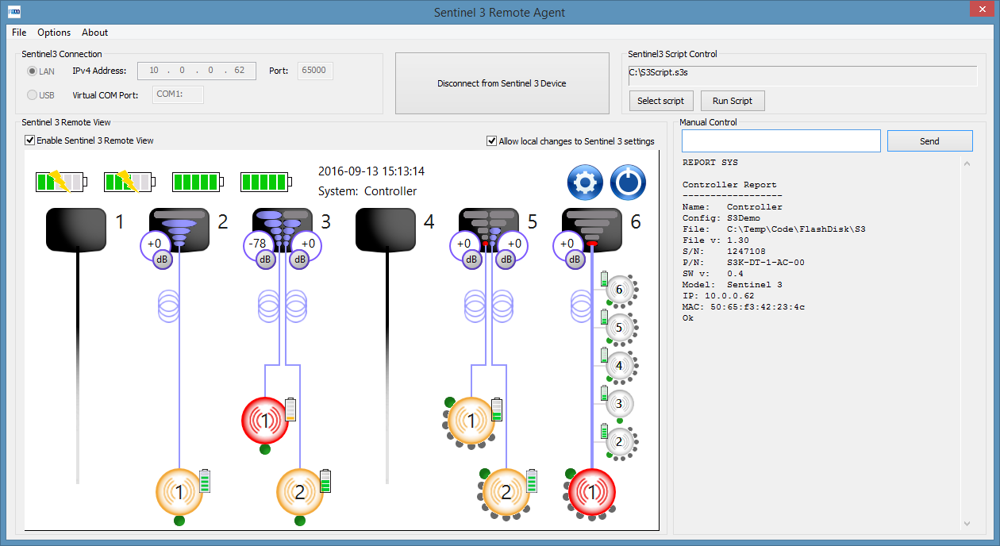 Sentinel 3 Remote Agent
File Options About
Sentinel3 Connection
LAN IPv4 Address: 10 . 0 . 0 . 62 Port: 65000
USB Virtual COM Port: COM1:
Disconnect from Sentinel 3 Device
Sentinel3 Script Control
C:\S3Script.s3s
Select script Run Script
Sentinel 3 Remote View
Enable Sentinel 3 Remote View Allow local changes to Sentinel 3 settings
2016-09-13 15:13:14
System: Controller
1 2 3 4 5 6
+0 -78 +0 +0 +0 +0
dB dB dB dB dB dB
6
5
4
3
2
1 1
1 2 2 1
Manual Control
Send
REPORT SYS
Controller Report
------------------
Name: Controller
Config: S3Demo
File: C:\Temp\Code\FlashDisk\S3
File v: 1.30
S/N: 1247108
P/N: S3K-DT-1-AC-00
SW v: 0.4
Model: Sentinel 3
IP: 10.0.0.62
MAC: 50:65:f3:42:23:4c
Ok